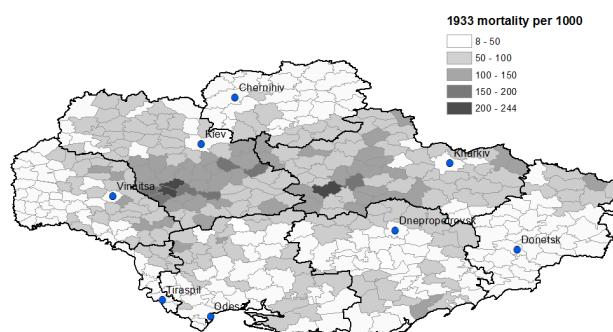 1933 mortality per 1000
8 - 50
50 - 100
100 - 150
150 - 200
200 - 244
Chernihiv
Kiev
Kharkiv
Vinnitsa
Dnepropetrovsk
Donetsk
Tiraspil
Odesa